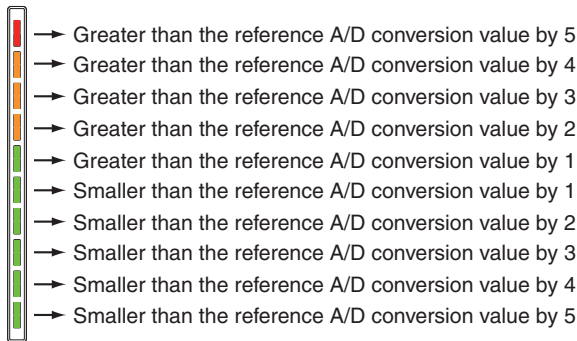 Greater than the reference A/D conversion value by 5
Greater than the reference A/D conversion value by 4
Greater than the reference A/D conversion value by 3
Greater than the reference A/D conversion value by 2
Greater than the reference A/D conversion value by 1
Smaller than the reference A/D conversion value by 1
Smaller than the reference A/D conversion value by 2
Smaller than the reference A/D conversion value by 3
Smaller than the reference A/D conversion value by 4
Smaller than the reference A/D conversion value by 5